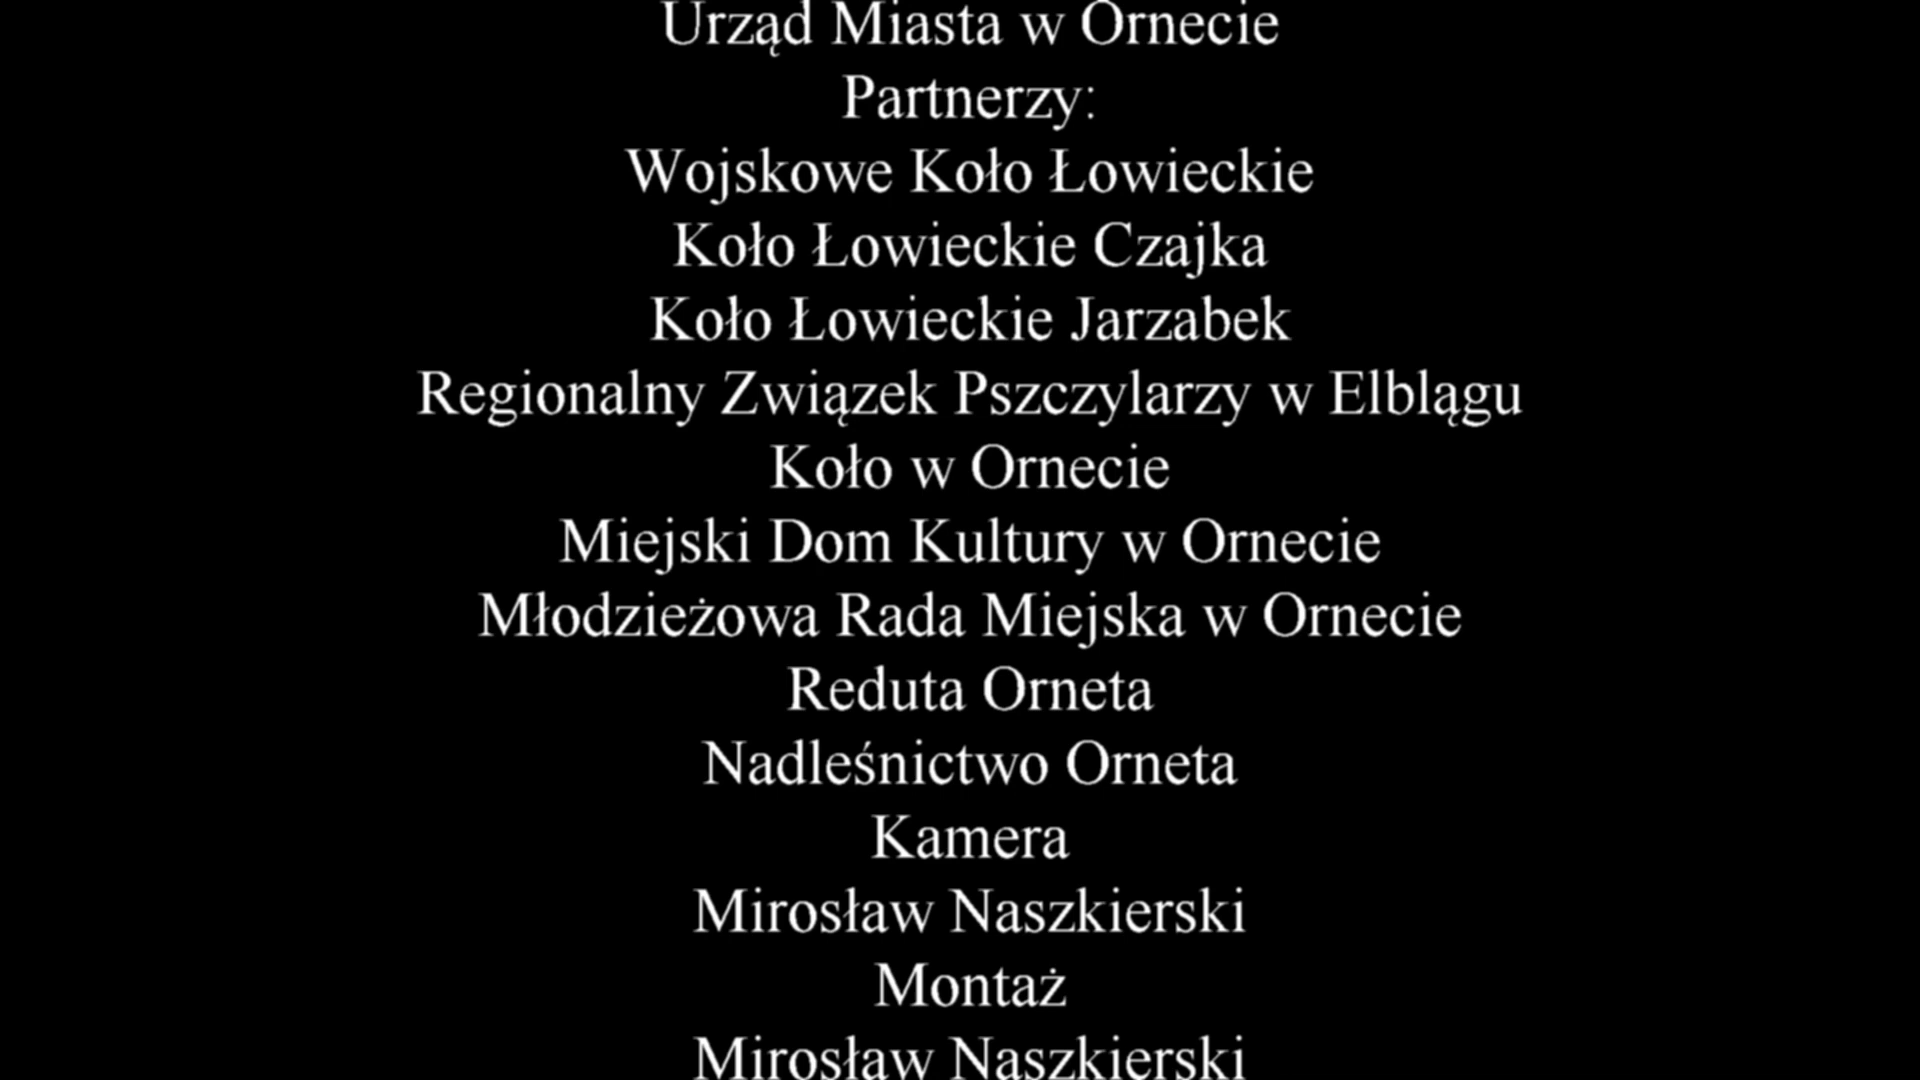 Urząd Miasta w Ornecie
Partnerzy:
Wojskowe Koło Łowieckie
Koło Łowieckie Czajka
Koło Łowieckie Jarzabek
Regionalny Związek Pszczylarzy w Elblągu
Koło w Ornecie
Miejski Dom Kultury w Ornecie
Młodzieżowa Rada Miejska w Ornecie
Reduta Orneta
Nadleśnictwo Orneta
Kamera
Mirosław Naszkierski
Montaż
Mirosław Naszkierski